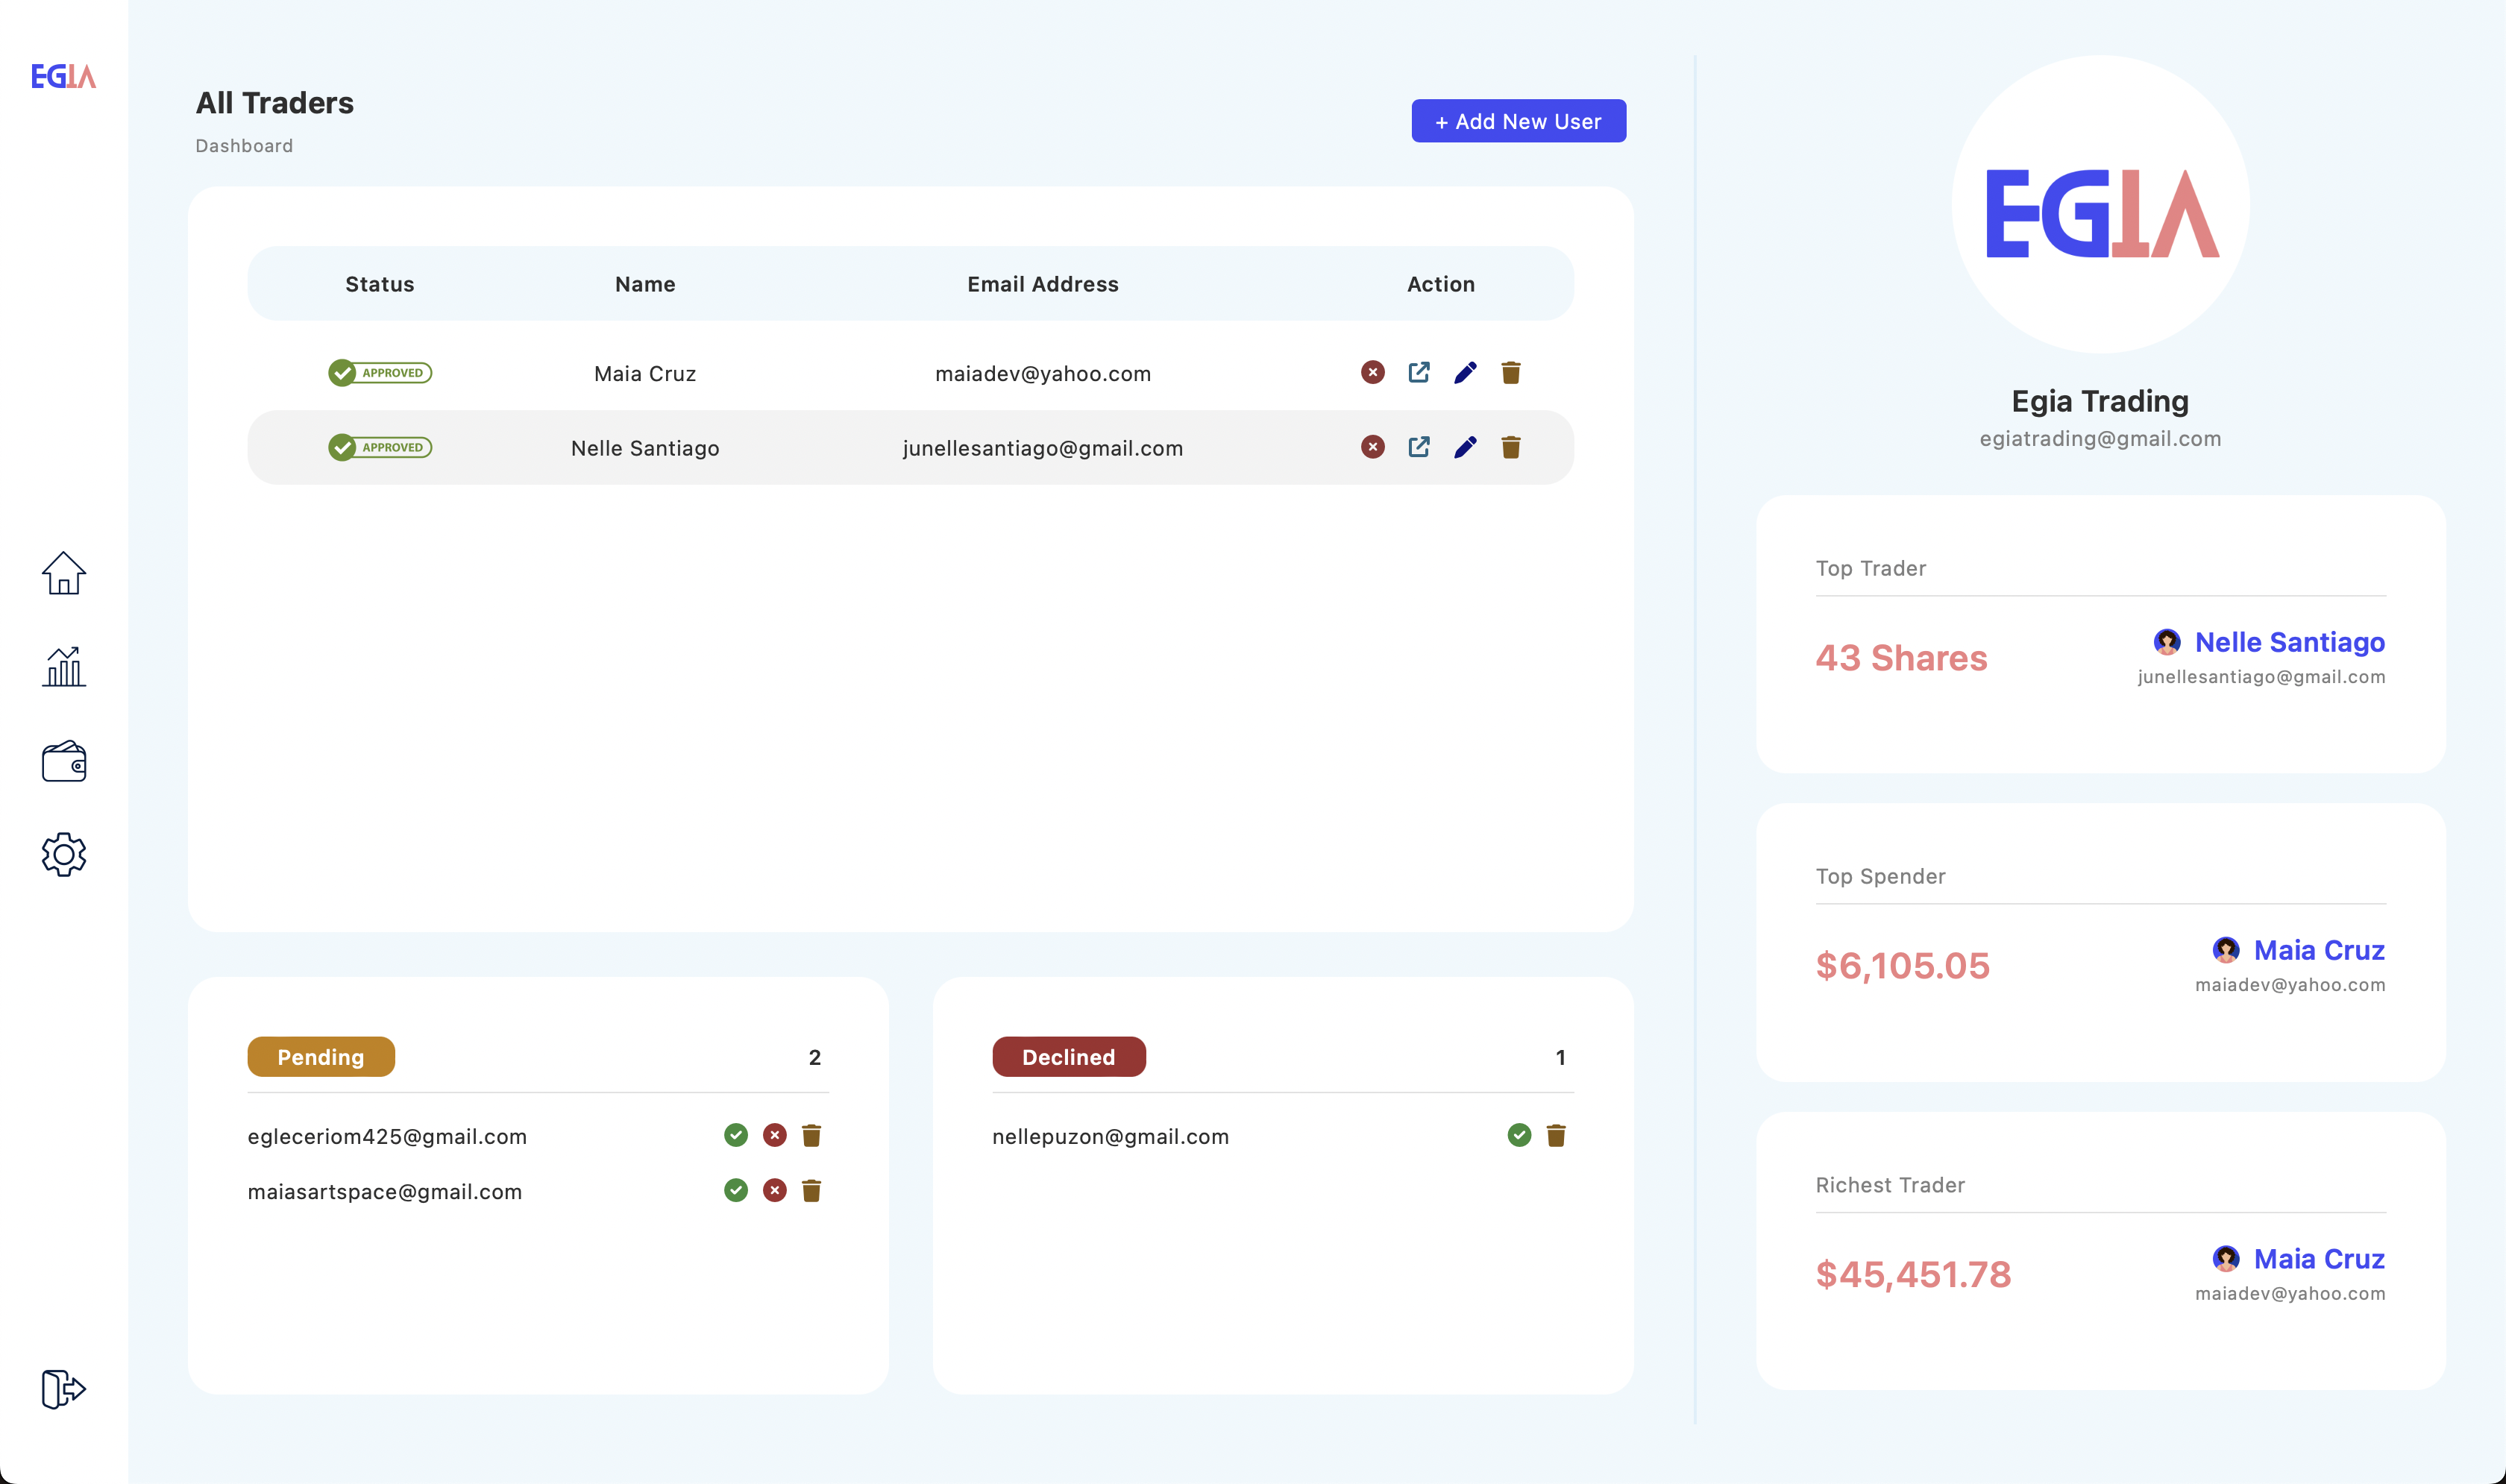 EGIA
All Traders
Dashboard
+ Add New User
Status Name Email Address Action
APPROVED Maia Cruz maiadev@yahoo.com
APPROVED Nelle Santiago junellesantiago@gmail.com
Pending 2
egleceriom425@gmail.com
maiasartspace@gmail.com
Declined 1
nellepuzon@gmail.com
EGIA
Egia Trading
egiatrading@gmail.com
Top Trader
43 Shares
Nelle Santiago
junellesantiago@gmail.com
Top Spender
$6,105.05
Maia Cruz
maiadev@yahoo.com
Richest Trader
$45,451.78
Maia Cruz
maiadev@yahoo.com